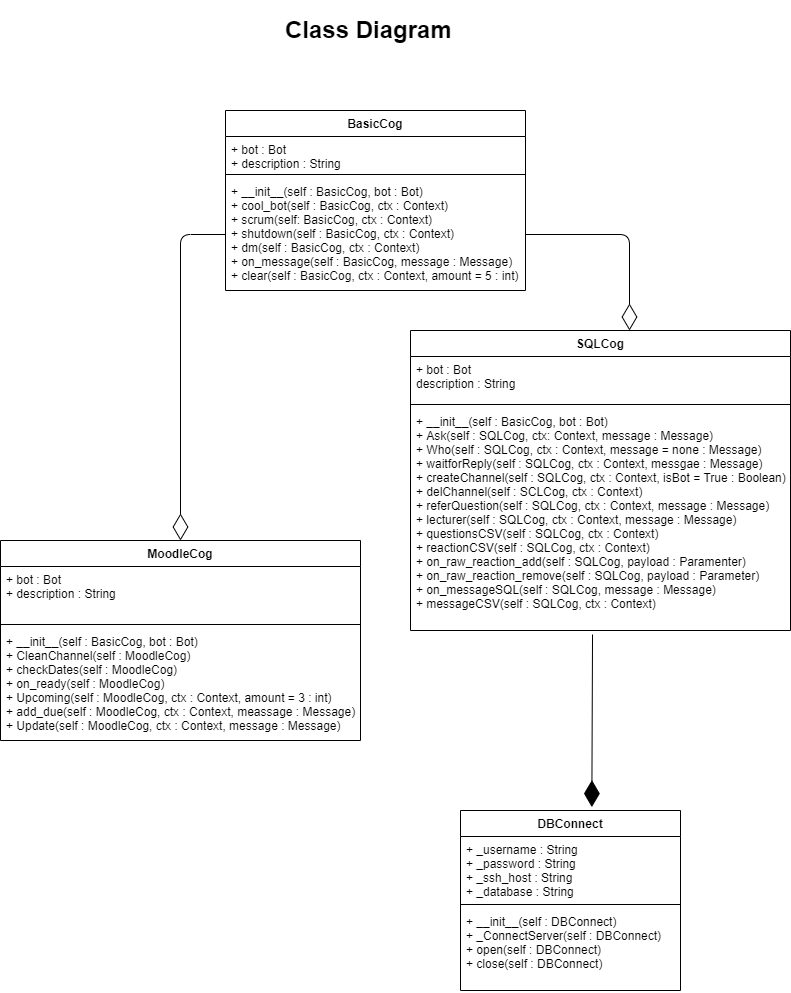 Class Diagram
BasicCog
+ bot : Bot
+ description : String
+ __init__(self : BasicCog, bot : Bot)
+ cool_bot(self : BasicCog, ctx : Context)
+ scrum(self: BasicCog, ctx : Context)
+ shutdown(self : BasicCog, ctx : Context)
+ dm(self : BasicCog, ctx : Context)
+ on_message(self : BasicCog, message : Message)
+ clear(self : BasicCog, ctx : Context, amount = 5 : int)
SQLCog
+ bot : Bot
description : String
+ __init__(self : BasicCog, bot : Bot)
+ Ask(self : SQLCog, ctx: Context, message : Message)
+ Who(self : SQLCog, ctx : Context, message = none : Message)
+ waitforReply(self : SQLCog, ctx : Context, messgae : Message)
+ createChannel(self : SQLCog, ctx : Context, isBot = True : Boolean)
+ delChannel(self : SCLCog, ctx : Context)
+ referQuestion(self : SQLCog, ctx : Context, message : Message)
+ lecturer(self : SQLCog, ctx : Context, message : Message)
+ questionsCSV(self : SQLCog, ctx : Context)
+ reactionCSV(self : SQLCog, ctx : Context)
+ on_raw_reaction_add(self : SQLCog, payload : Paramenter)
+ on_raw_reaction_remove(self : SQLCog, payload : Parameter)
+ on_messageSQL(self : SQLCog, message : Message)
+ messageCSV(self : SQLCog, ctx : Context)
MoodleCog
+ bot : Bot
+ description : String
+ __init__(self : BasicCog, bot : Bot)
+ CleanChannel(self : MoodleCog)
+ checkDates(self : MoodleCog)
+ on_ready(self : MoodleCog)
+ Upcoming(self : MoodleCog, ctx : Context, amount = 3 : int)
+ add_due(self : MoodleCog, ctx : Context, meassage : Message)
+ Update(self : MoodleCog, ctx : Context, message : Message)
DBConnect
+ _username : String
+ _password : String
+ _ssh_host : String
+ _database : String
+ __init__(self : DBConnect)
+ _ConnectServer(self : DBConnect)
+ open(self : DBConnect)
+ close(self : DBConnect)